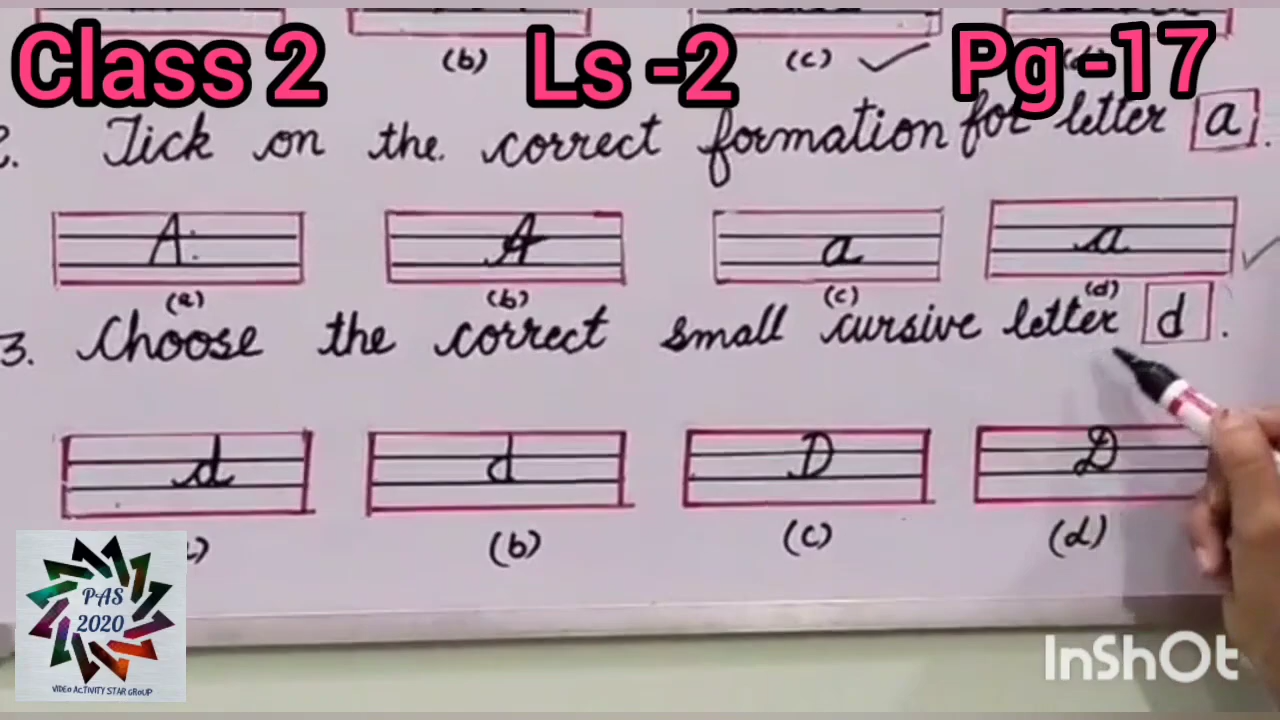 Class 2 Ls -2 Pg -17
(b) (c) (d)
2. Tick on the correct formation for letter a.
A: A a a
(a) (b) (c) (d)
3. Choose the correct small cursive letter d.
d d D D
(b) (c) (d)
PAS
2020
VIDEO ACTIVITY STAR GROUP
InShOt